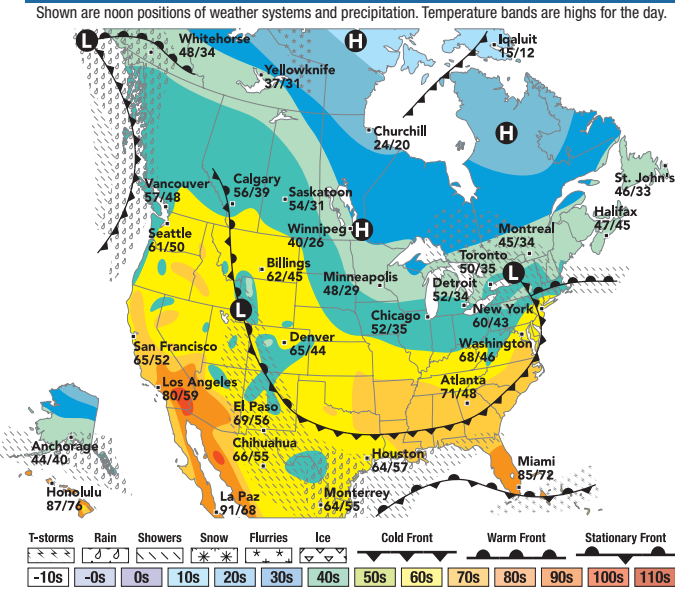 Shown are noon positions of weather systems and precipitation. Temperature bands are highs for the day.
L
Whitehorse
48/34
H
Iqaluit
15/12
Yellowknife
37/31
Churchill
24/20
H
Vancouver
57/48
Calgary
56/39
Saskatoon
54/31
St. John's
46/33
Seattle
61/50
Winnipeg
40/26
H
Halifax
47/45
Montreal
45/34
Billings
62/45
Minneapolis
48/29
Toronto
50/35
L
Detroit
52/34
L
Chicago
52/35
New York
60/43
San Francisco
65/52
Denver
65/44
Washington
68/46
Los Angeles
80/59
Atlanta
71/48
El Paso
69/56
Anchorage
44/40
Chihuahua
66/55
Houston
64/57
Miami
85/72
Honolulu
87/76
La Paz
91/68
Monterrey
64/55
T-storms Rain Showers Snow Flurries Ice Cold Front Warm Front Stationary Front
-10s -0s 0s 10s 20s 30s 40s 50s 60s 70s 80s 90s 100s 110s